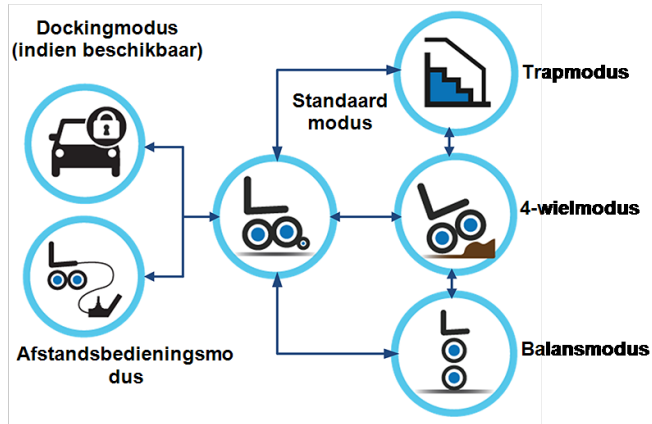 Dockingmodus
(indien beschikbaar)
Standaard
modus
Trapmodus
4-wielmodus
Balansmodus
Afstandsbedieningsmo
dus